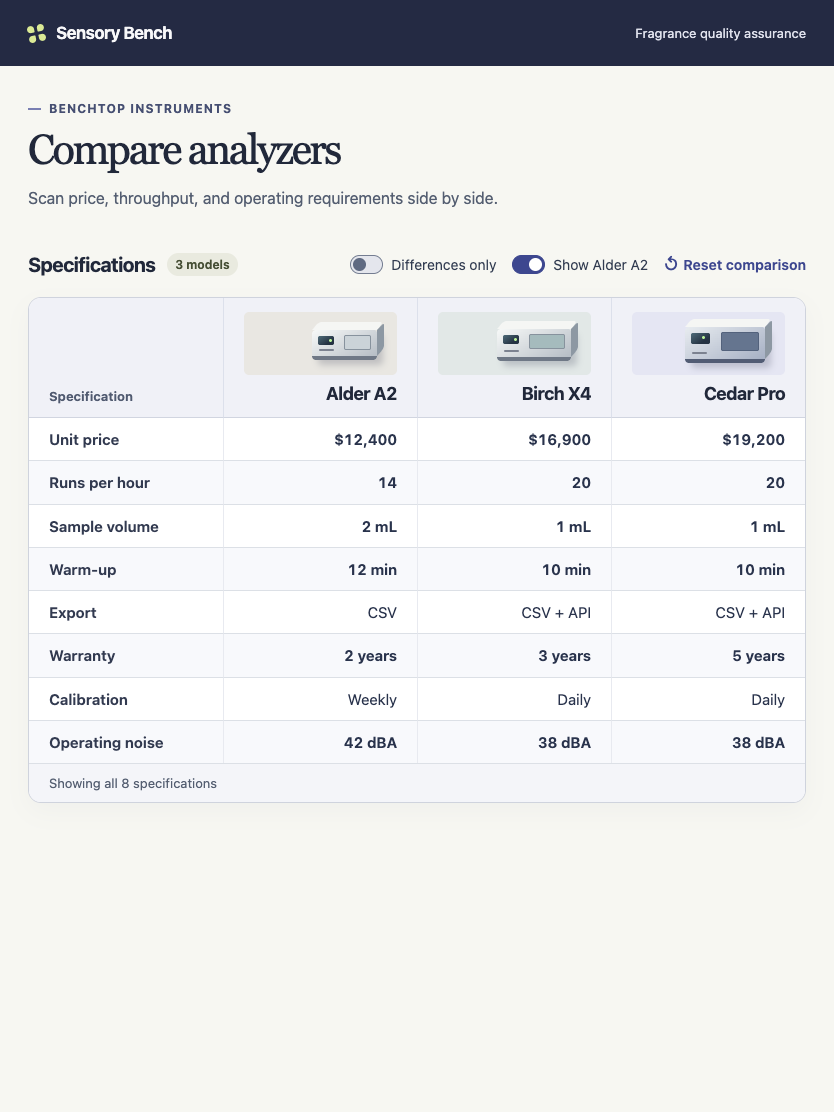 Sensory Bench
Fragrance quality assurance
— BENCHTOP INSTRUMENTS
Compare analyzers
Scan price, throughput, and operating requirements side by side.
Specifications 3 models Differences only Show Alder A2 Reset comparison
Specification Alder A2 Birch X4 Cedar Pro
Unit price $12,400 $16,900 $19,200
Runs per hour 14 20 20
Sample volume 2 mL 1 mL 1 mL
Warm-up 12 min 10 min 10 min
Export CSV CSV + API CSV + API
Warranty 2 years 3 years 5 years
Calibration Weekly Daily Daily
Operating noise 42 dBA 38 dBA 38 dBA
Showing all 8 specifications